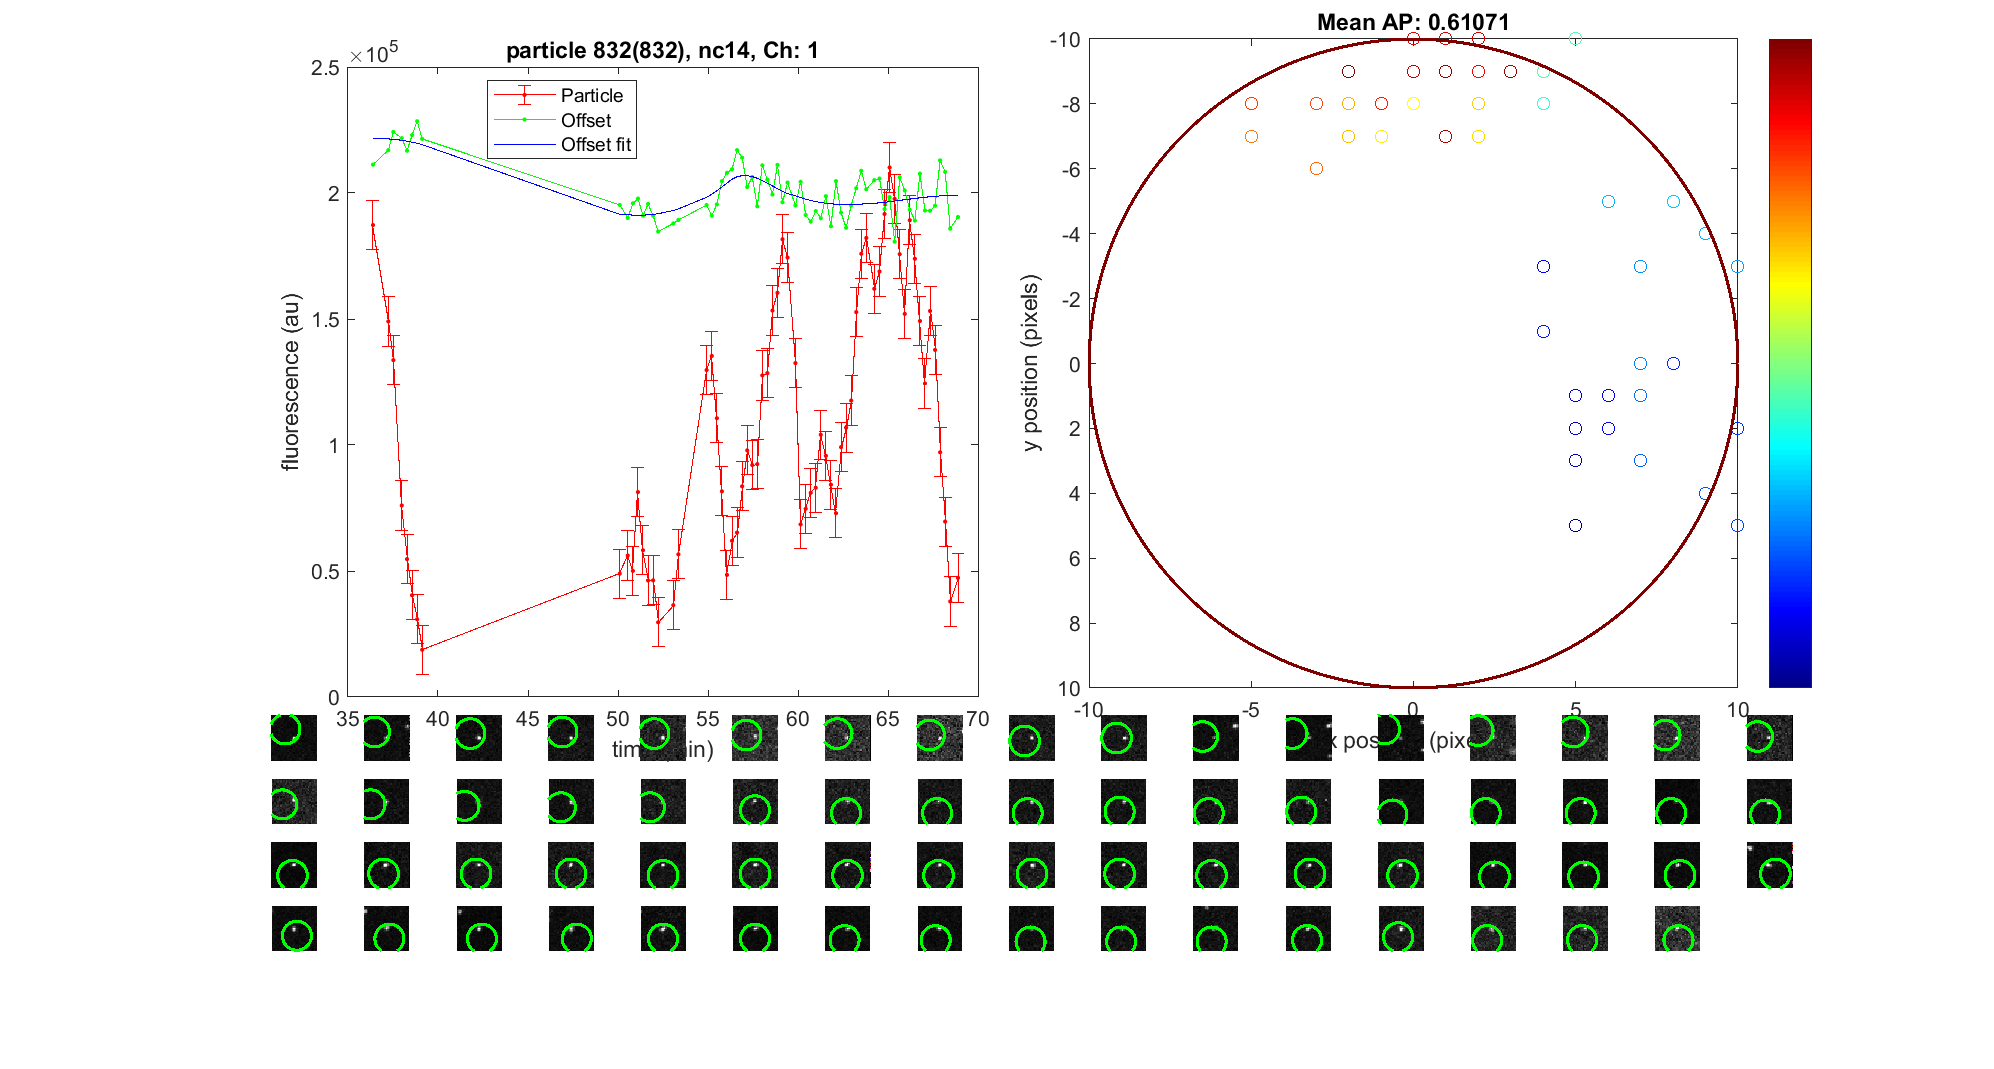 particle 832(832), nc14, Ch: 1
×10⁵
2.5
2
1.5
1
0.5
0
fluorescence (au)
Particle
Offset
Offset fit
35 40 45 50 55 60 65 70
Mean AP: 0.61071
-10
-8
-6
-4
-2
0
2
4
6
8
10
y position (pixels)
-10 -5 0 5 10